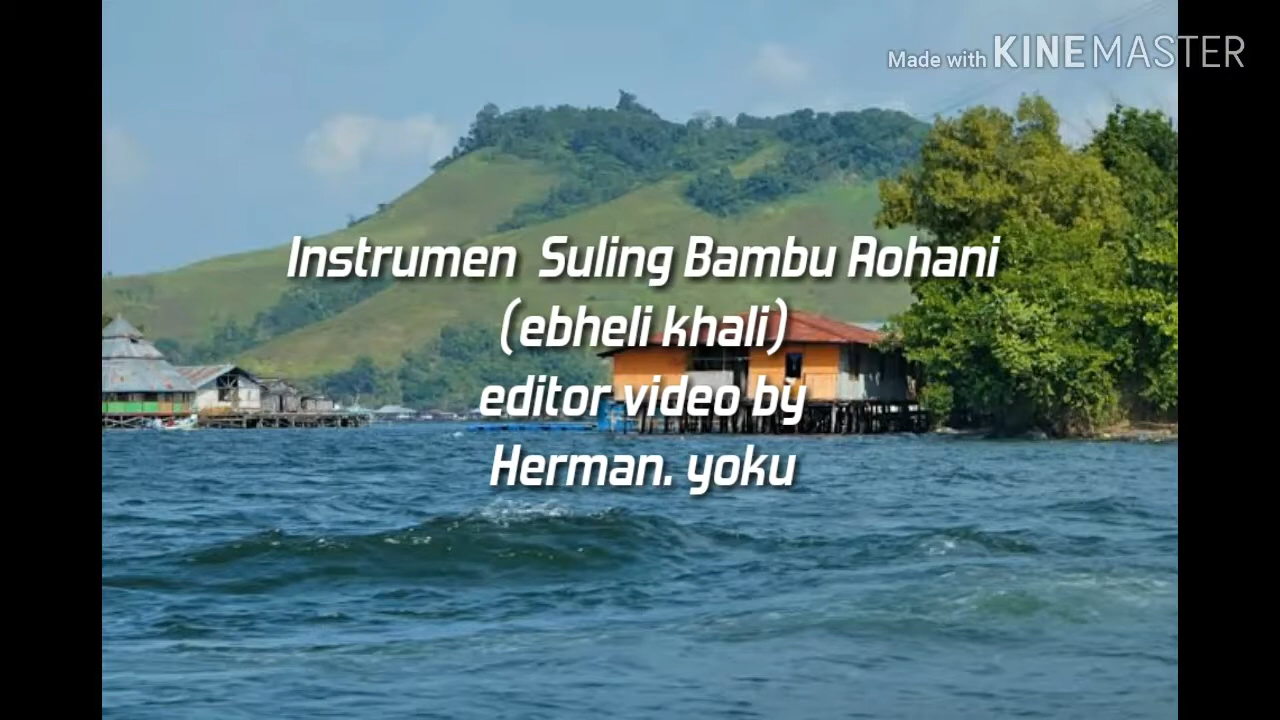 Made with KINEMASTER
Instrumen Suling Bambu Rohani
(ebheli khali)
editor video by
Herman. yoku